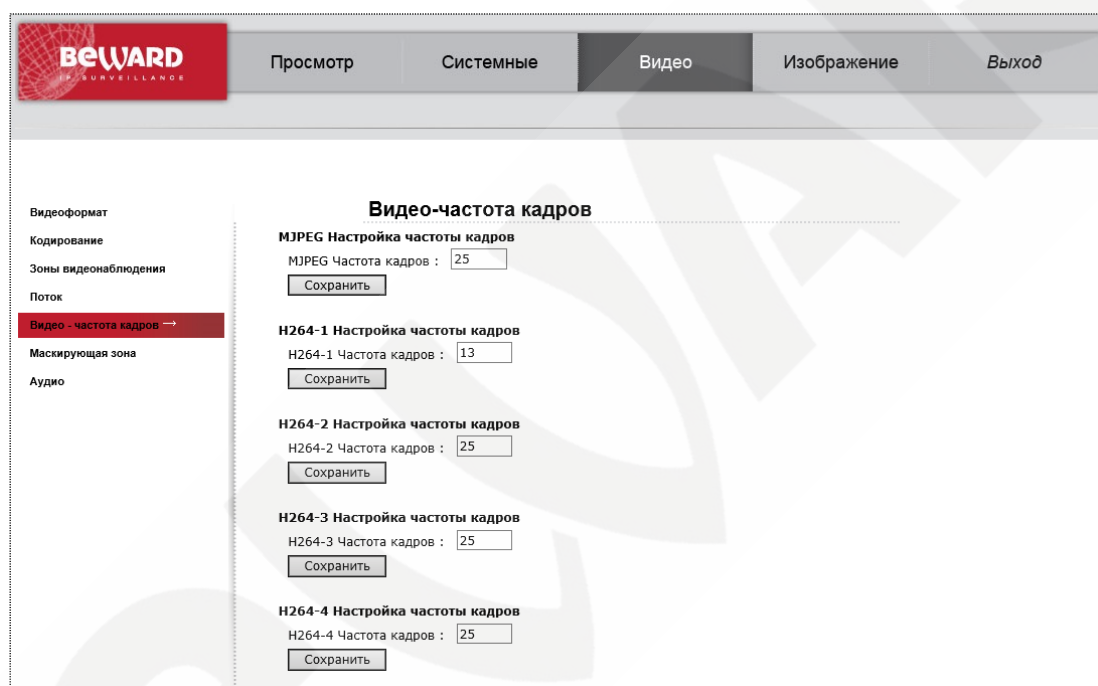 BEWARD
IP SURVEILLANCE
Просмотр Системные Видео Изображение Выход
Видеоформат
Кодирование
Зоны видеонаблюдения
Поток
Видео - частота кадров →
Маскирующая зона
Аудио
Видео-частота кадров
MJPEG Настройка частоты кадров
MJPEG Частота кадров : 25
Сохранить
H264-1 Настройка частоты кадров
H264-1 Частота кадров : 13
Сохранить
H264-2 Настройка частоты кадров
H264-2 Частота кадров : 25
Сохранить
H264-3 Настройка частоты кадров
H264-3 Частота кадров : 25
Сохранить
H264-4 Настройка частоты кадров
H264-4 Частота кадров : 25
Сохранить